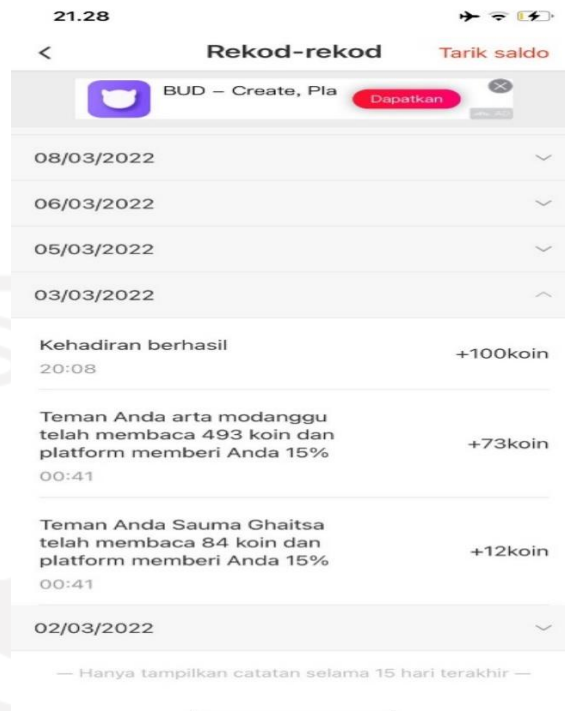 21.28
Rekod-rekod
Tarik saldo
BUD – Create, Pla
Dapatkan
08/03/2022
06/03/2022
05/03/2022
03/03/2022
Kehadiran berhasil
+100koin
20:08
Teman Anda arta modanggu
telah membaca 493 koin dan
platform memberi Anda 15%
+73koin
00:41
Teman Anda Sauma Ghaitsa
telah membaca 84 koin dan
platform memberi Anda 15%
+12koin
00:41
02/03/2022
— Hanya tampilkan catatan selama 15 hari terakhir —